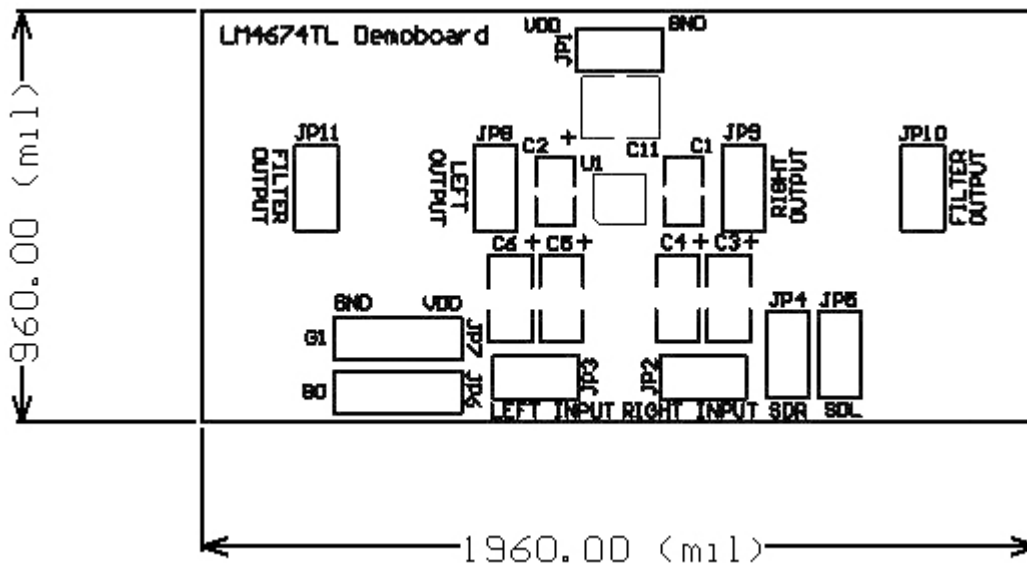 LM4674TL Demoboard
VDD
GND
JP1
JP11
FILTER
OUTPUT
JP8
LEFT
OUTPUT
C2
+
U1
C11
C1
JP9
RIGHT
OUTPUT
JP10
FILTER
OUTPUT
C6 +
C5 +
C4 +
C3 +
GND
VDD
G1
JP7
G0
JP6
JP3
LEFT INPUT
JP2
RIGHT INPUT
JP4
SDR
JP5
SDL
960.00 (mil)
1960.00 (mil)